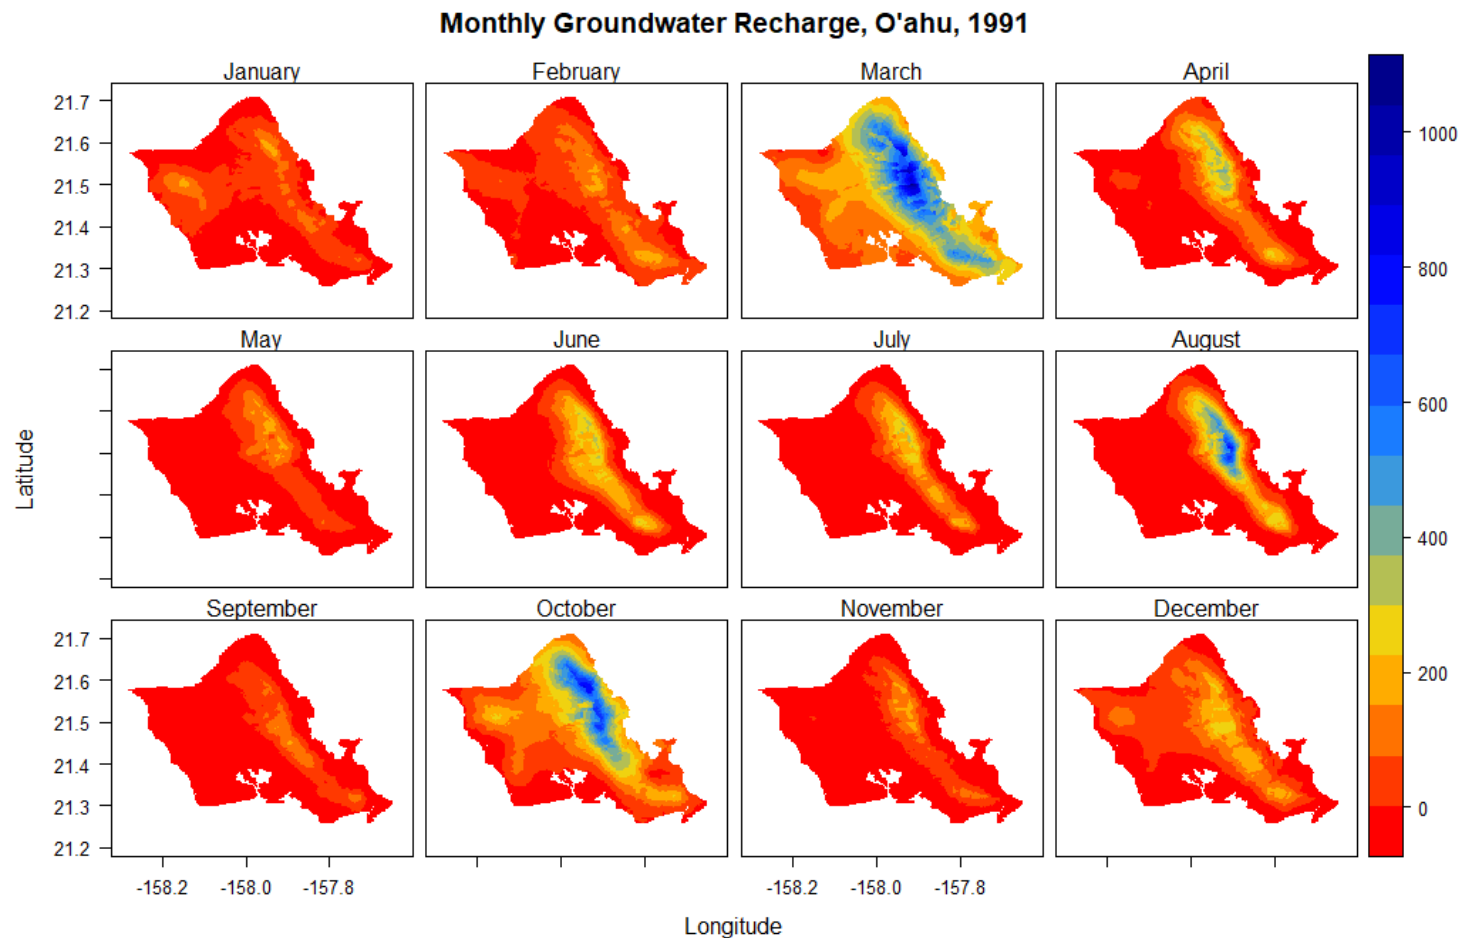 Monthly Groundwater Recharge, O'ahu, 1991
January
February
March
April
21.7
21.6
21.5
21.4
21.3
21.2
1000
800
May
June
July
August
600
400
Latitude
September
October
November
December
21.7
21.6
21.5
21.4
21.3
21.2
200
0
-158.2 -158.0 -157.8
-158.2 -158.0 -157.8
Longitude